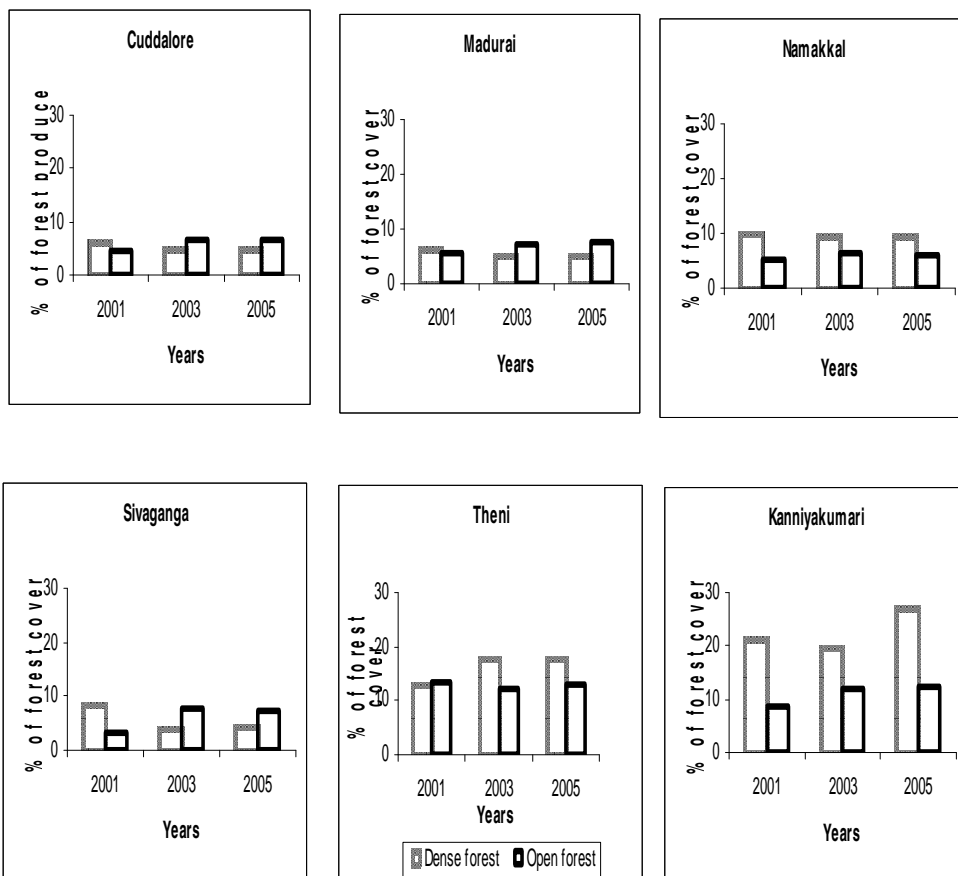 Cuddalore
% of forest produce
30
20
10
0
2001 2003 2005
Years
Madurai
% of forest cover
30
20
10
0
2001 2003 2005
Years
Namakkal
% of forest cover
30
20
10
0
2001 2003 2005
Years
Sivaganga
% of forest cover
30
20
10
0
2001 2003 2005
Years
Theni
% of forest
cover
30
20
10
0
2001 2003 2005
Years
Dense forest Open forest
Kanniyakumari
% of forest cover
30
20
10
0
2001 2003 2005
Years